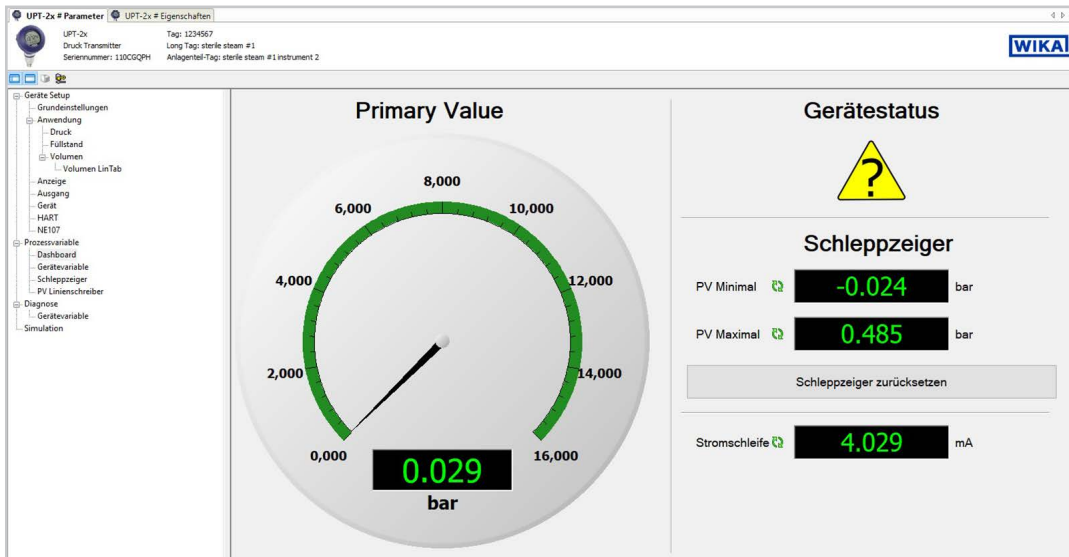 UPT-2x # Parameter
UPT-2x # Eigenschaften
UPT-2x
Druck Transmitter
Seriennummer: 110CGQPH
Tag: 1234567
Long Tag: sterile steam #1
Anlagenteil-Tag: sterile steam #1 instrument 2
WIKAI
Geräte Setup
Grundeinstellungen
Anwendung
Druck
Füllstand
Volumen
Volumen LinTab
Anzeige
Ausgang
Gerät
HART
NE107
Prozessvariable
Dashboard
Gerätevariable
Schleppzeiger
PV Linienschreiber
Diagnose
Gerätevariable
Simulation
Primary Value
0,000
2,000
4,000
6,000
8,000
10,000
12,000
14,000
16,000
0.029
bar
Gerätestatus
?
Schleppzeiger
PV Minimal -0.024 bar
PV Maximal 0.485 bar
Schleppzeiger zurücksetzen
Stromschleife 4.029 mA